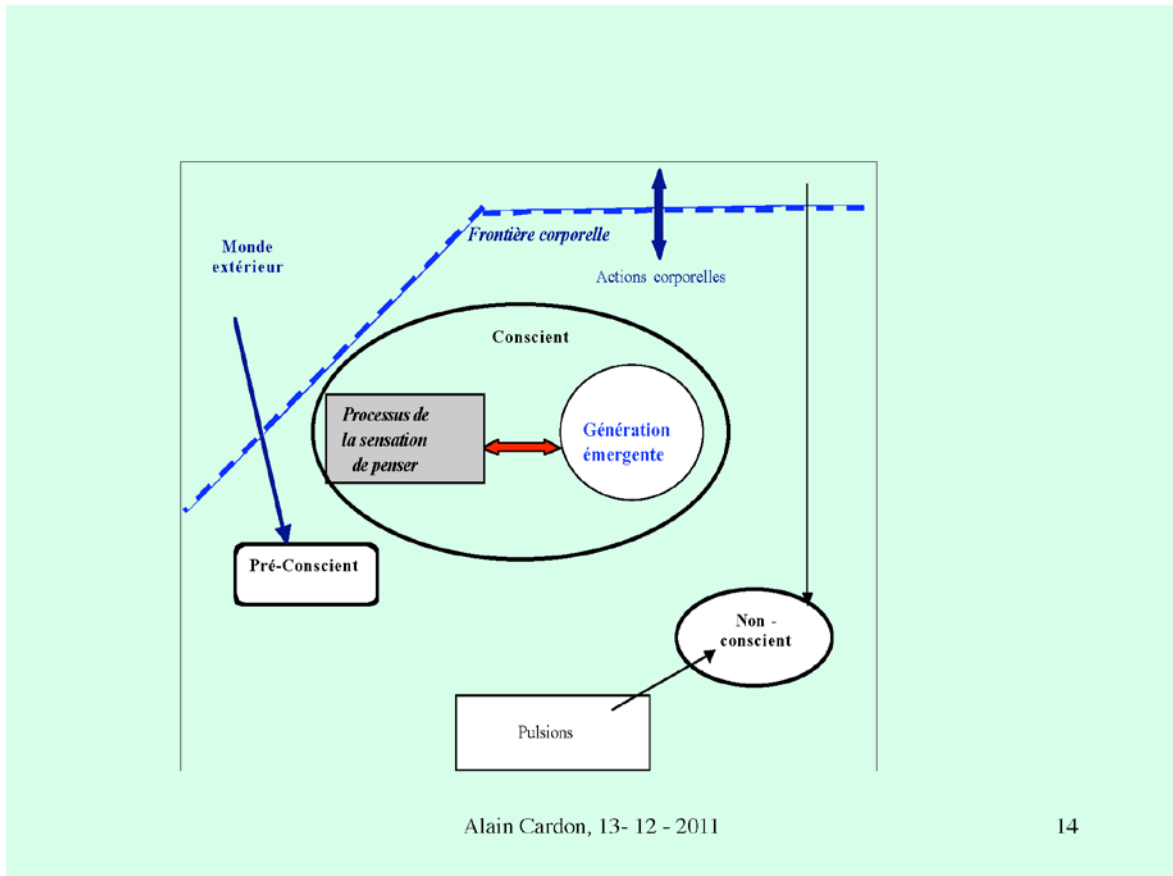 Monde
extérieur
Frontière corporelle
Actions corporelles
Conscient
Processus de
la sensation
de penser
Génération
émergente
Pré-Conscient
Non -
conscient
Pulsions
Alain Cardon, 13- 12 - 2011
14